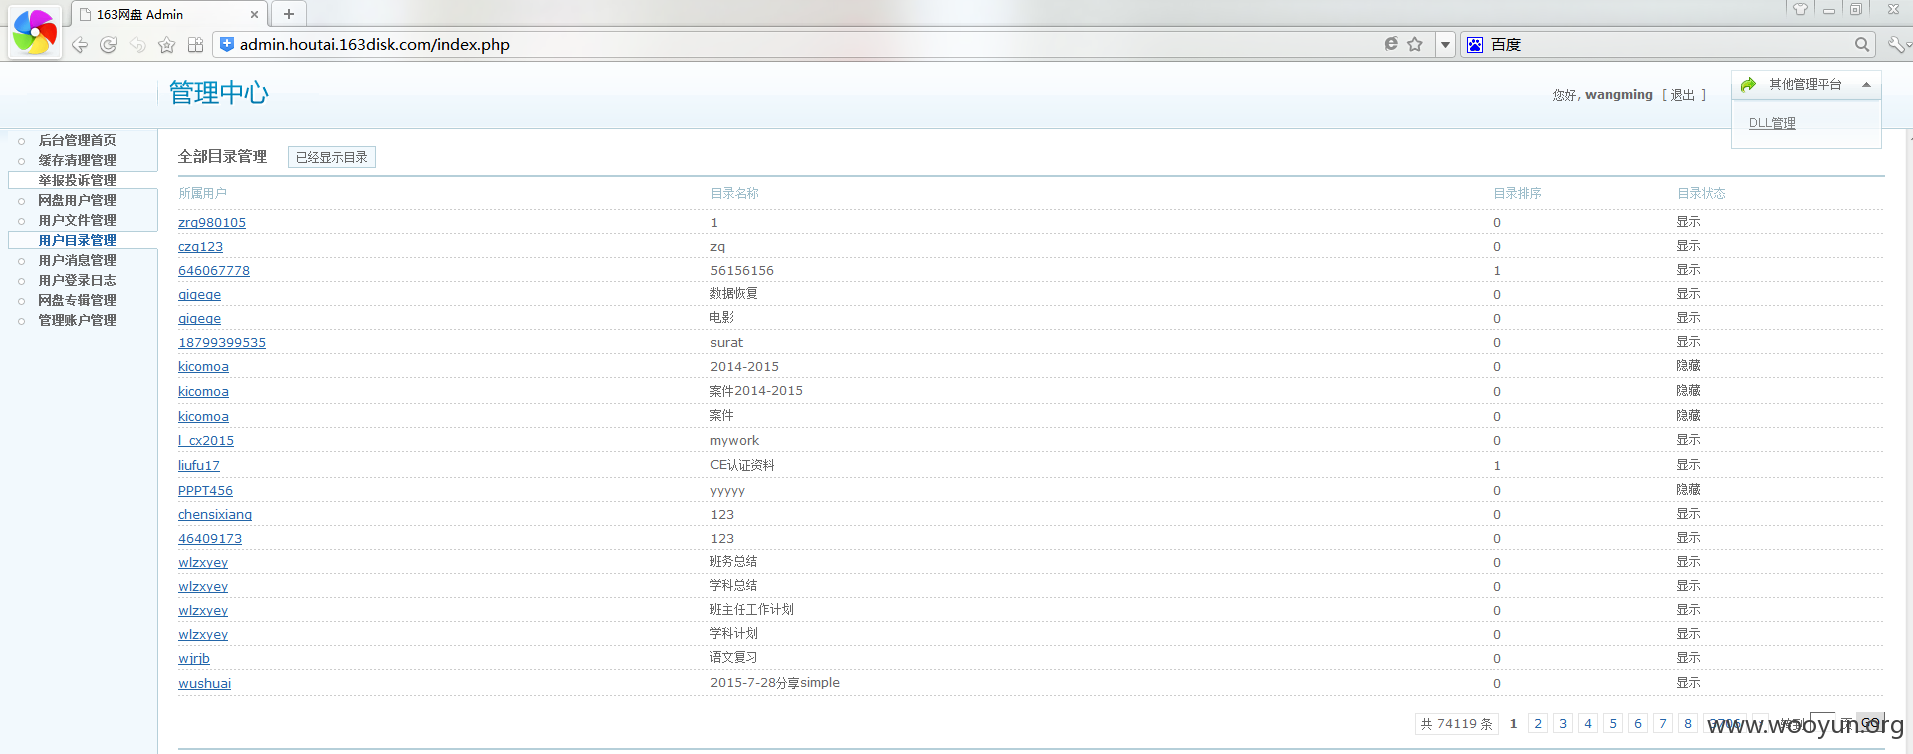 163网盘 Admin
admin.houtai.163disk.com/index.php
百度
管理中心
您好, wangming [ 退出 ]
其他管理平台
DLL管理
后台管理首页
缓存清理管理
举报投诉管理
网盘用户管理
用户文件管理
用户目录管理
用户消息管理
用户登录日志
网盘专辑管理
管理账户管理
全部目录管理 已经显示目录
所属用户 目录名称 目录排序 目录状态
zrq980105 1 0 显示
czq123 zq 0 显示
646067778 56156156 1 显示
qiqeqe 数据恢复 0 显示
qiqeqe 电影 0 显示
18799399535 surat 0 显示
kicomoa 2014-2015 0 隐藏
kicomoa 案件2014-2015 0 隐藏
kicomoa 案件 0 隐藏
l_cx2015 mywork 0 显示
liufu17 CE认证资料 1 显示
PPPT456 yyyyy 0 隐藏
chensixiang 123 0 显示
46409173 123 0 显示
wlzxyey 班务总结 0 显示
wlzxyey 学科总结 0 显示
wlzxyey 班主任工作计划 0 显示
wlzxyey 学科计划 0 显示
wjrjb 语文复习 0 显示
wushuai 2015-7-28分享simple 0 显示
共 74119 条 1 2 3 4 5 6 7 8 3706 转到 页 GO
www.wooyun.org